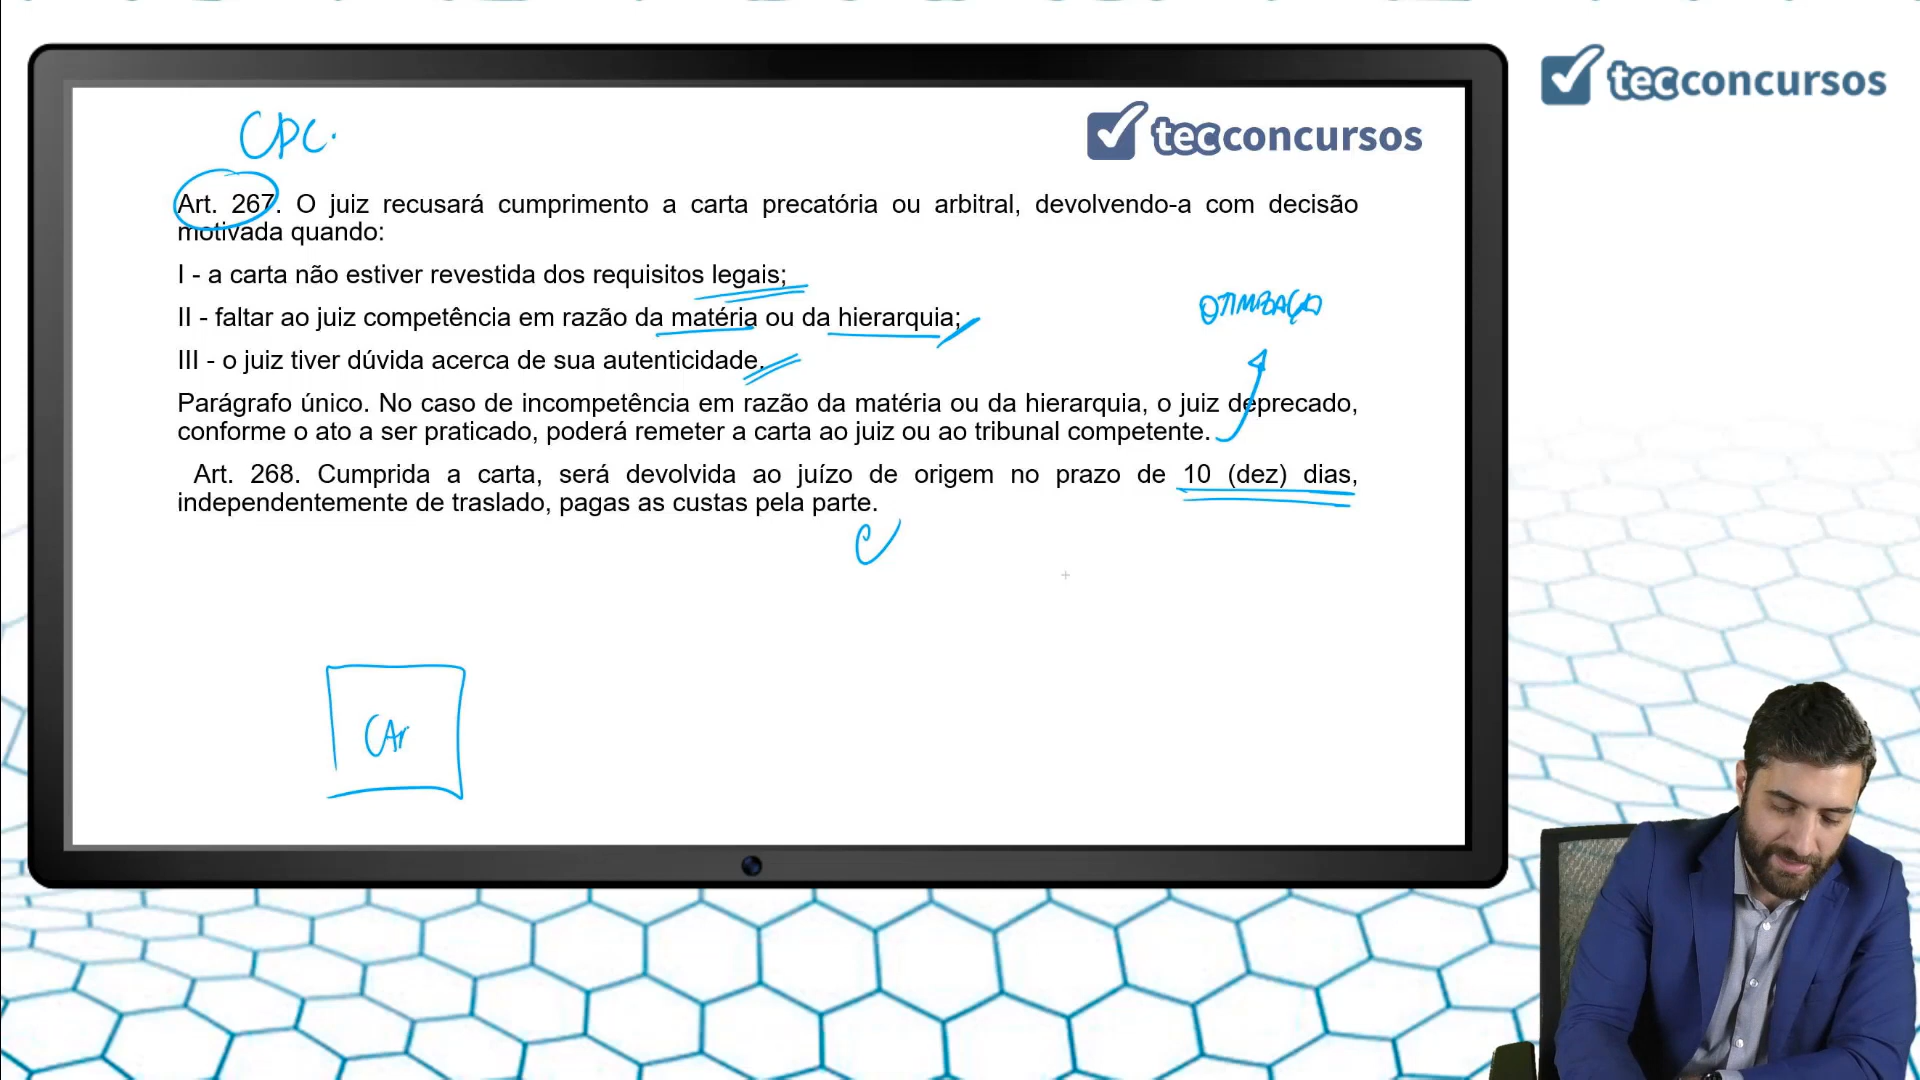 tecconcursos
CPC.
tecconcursos
Art. 267. O juiz recusará cumprimento a carta precatória ou arbitral, devolvendo-a com decisão
motivada quando:
I - a carta não estiver revestida dos requisitos legais;
II - faltar ao juiz competência em razão da matéria ou da hierarquia;
OTIMIZAÇÃO
III - o juiz tiver dúvida acerca de sua autenticidade.
Parágrafo único. No caso de incompetência em razão da matéria ou da hierarquia, o juiz deprecado,
conforme o ato a ser praticado, poderá remeter a carta ao juiz ou ao tribunal competente.
Art. 268. Cumprida a carta, será devolvida ao juízo de origem no prazo de 10 (dez) dias,
independentemente de traslado, pagas as custas pela parte.
CAr